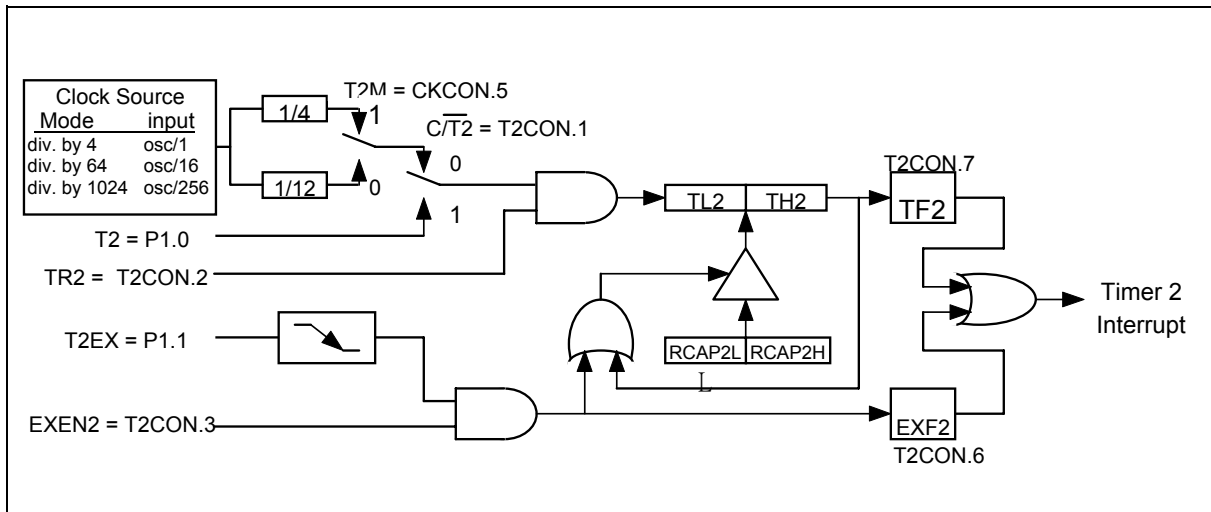 Clock Source
Mode input
div. by 4 osc/1
div. by 64 osc/16
div. by 1024 osc/256
1/4
1/12
T2M = CKCON.5
1
0
C/T2 = T2CON.1
0
1
T2 = P1.0
TR2 = T2CON.2
T2EX = P1.1
EXEN2 = T2CON.3
TL2 TH2
RCAP2L RCAP2H
L
T2CON.7
TF2
EXF2
T2CON.6
Timer 2
Interrupt